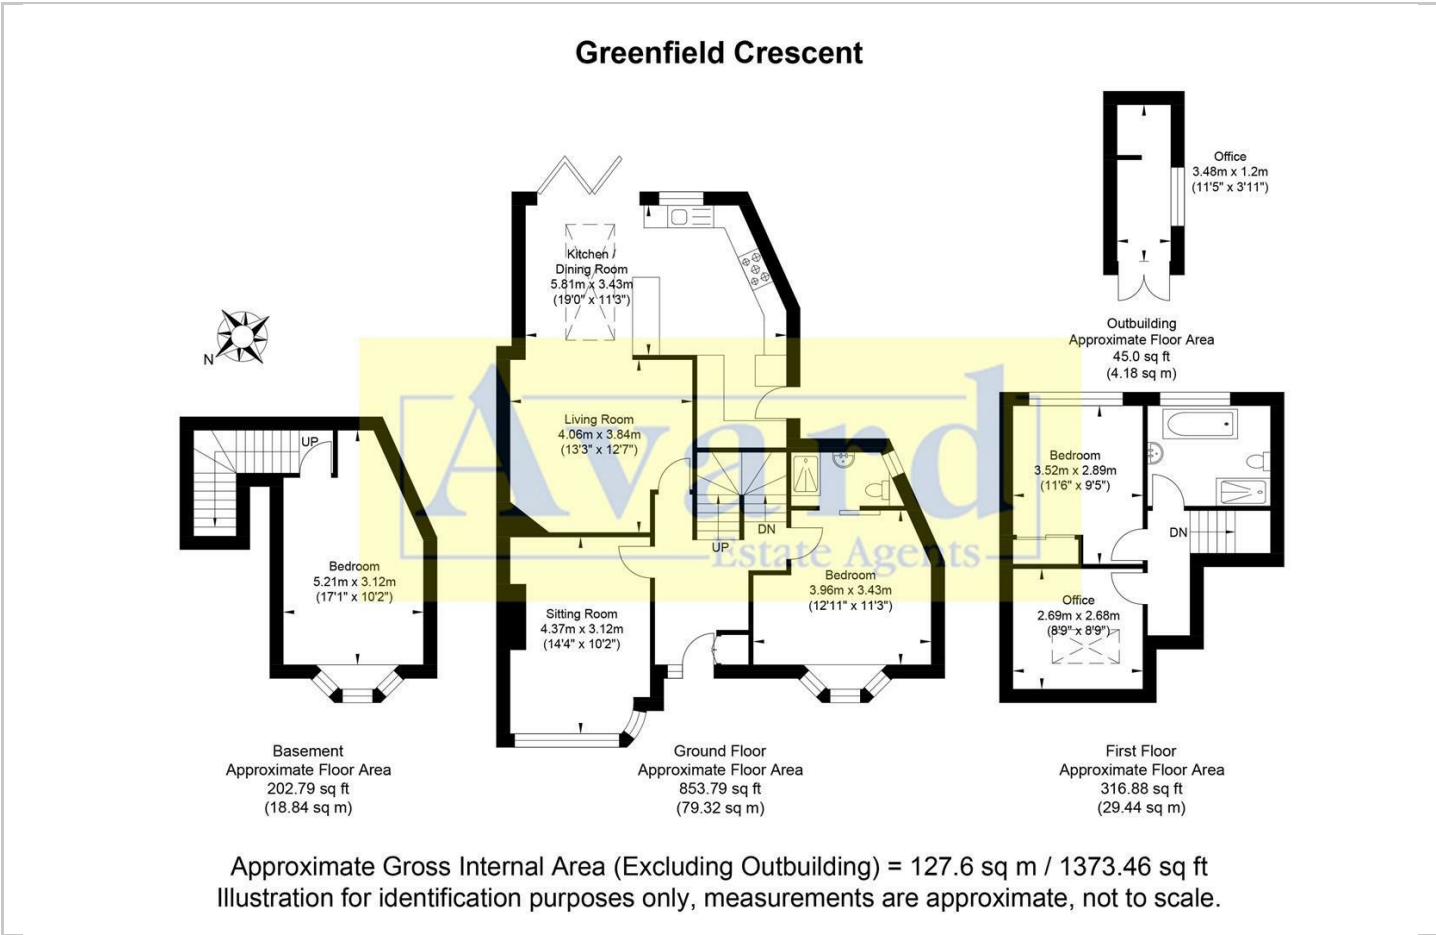 Greenfield Crescent
Office
3.48m x 1.2m
(11'5" x 3'11")
Kitchen /
Dining Room
5.81m x 3.43m
(19'0" x 11'3")
Outbuilding
Approximate Floor Area
45.0 sq ft
(4.18 sq m)
N
Living Room
4.06m x 3.84m
(13'3" x 12'7")
UP
Bedroom
3.52m x 2.89m
(11'6" x 9'5")
Avard
Estate Agents
DN
UP
DN
Bedroom
5.21m x 3.12m
(17'1" x 10'2")
Bedroom
3.96m x 3.43m
(12'11" x 11'3")
Sitting Room
4.37m x 3.12m
(14'4" x 10'2")
Office
2.69m x 2.68m
(8'9" x 8'9")
Basement
Approximate Floor Area
202.79 sq ft
(18.84 sq m)
Ground Floor
Approximate Floor Area
853.79 sq ft
(79.32 sq m)
First Floor
Approximate Floor Area
316.88 sq ft
(29.44 sq m)
Approximate Gross Internal Area (Excluding Outbuilding) = 127.6 sq m / 1373.46 sq ft
Illustration for identification purposes only, measurements are approximate, not to scale.